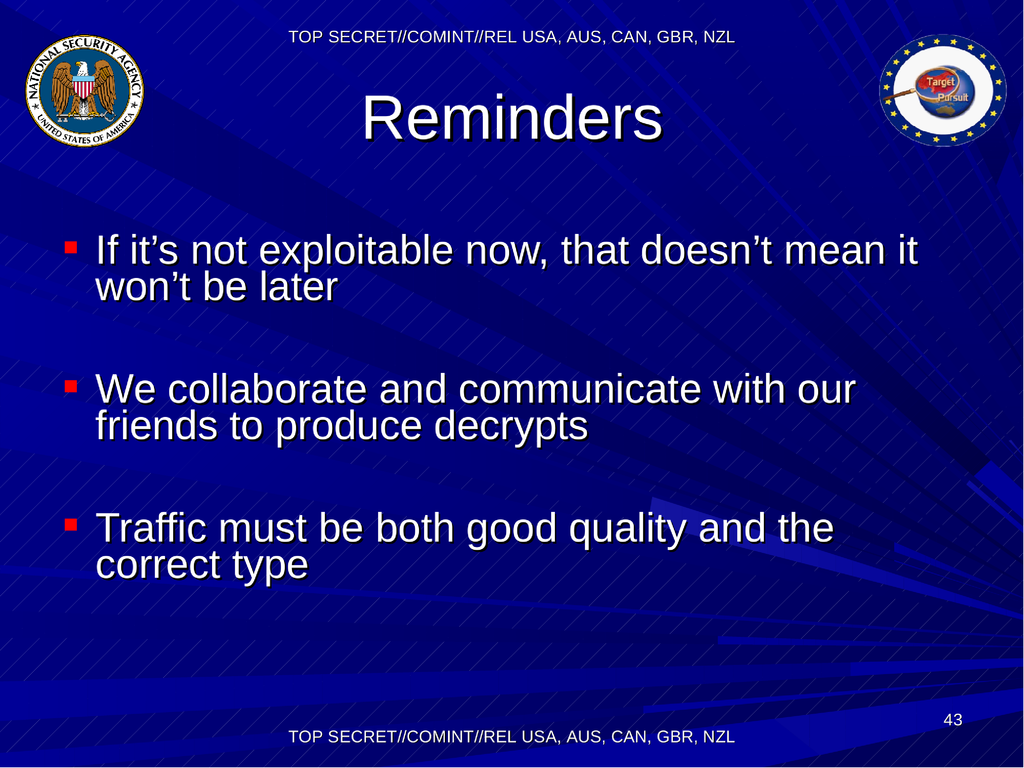 TOP SECRET//COMINT//REL USA, AUS, CAN, GBR, NZL
NATIONAL SECURITY AGENCY
UNITED STATES OF AMERICA
Target
Pursuit
Reminders
If it’s not exploitable now, that doesn’t mean it
won’t be later
We collaborate and communicate with our
friends to produce decrypts
Traffic must be both good quality and the
correct type
43
TOP SECRET//COMINT//REL USA, AUS, CAN, GBR, NZL